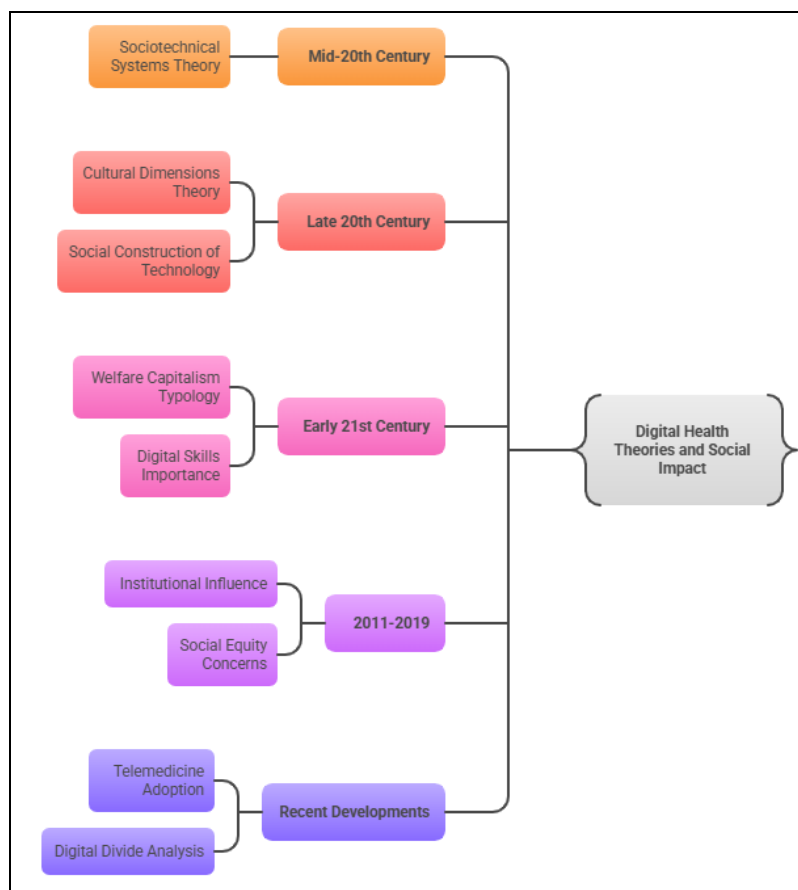 Sociotechnical
Systems Theory
Mid-20th Century
Cultural Dimensions
Theory
Social Construction of
Technology
Late 20th Century
Welfare Capitalism
Typology
Digital Skills
Importance
Early 21st Century
Digital Health
Theories and Social
Impact
Institutional Influence
Social Equity
Concerns
2011-2019
Telemedicine
Adoption
Digital Divide Analysis
Recent Developments